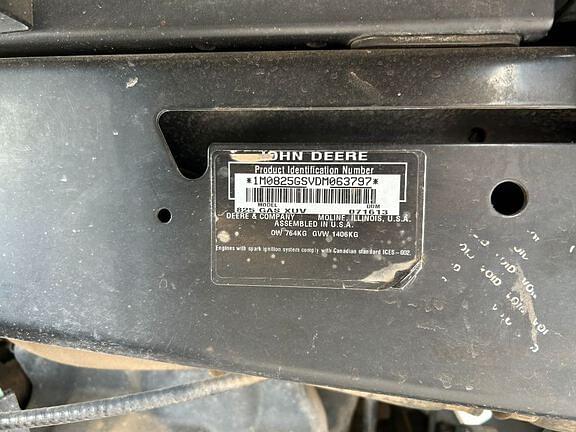 JOHN DEERE
Product Identification Number
*1M0825GSVDM063797*
MODEL DOM
825 GAS XUV 071613
DEERE & COMPANY MOLINE, ILLINOIS, U.S.A.
ASSEMBLED IN U.S.A.
OW 764KG GVW 1406KG
Engines with spark ignition system comply with Canadian standard ICES-002.